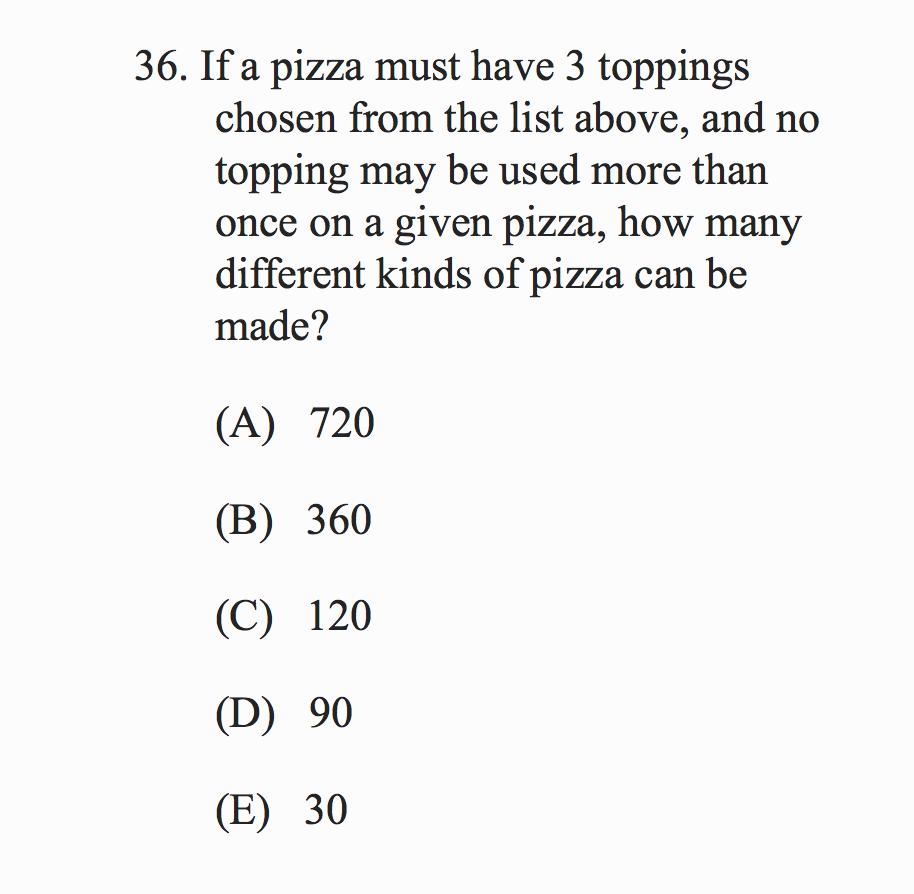 36. If a pizza must have 3 toppings
chosen from the list above, and no
topping may be used more than
once on a given pizza, how many
different kinds of pizza can be
made?
(A) 720
(B) 360
(C) 120
(D) 90
(E) 30